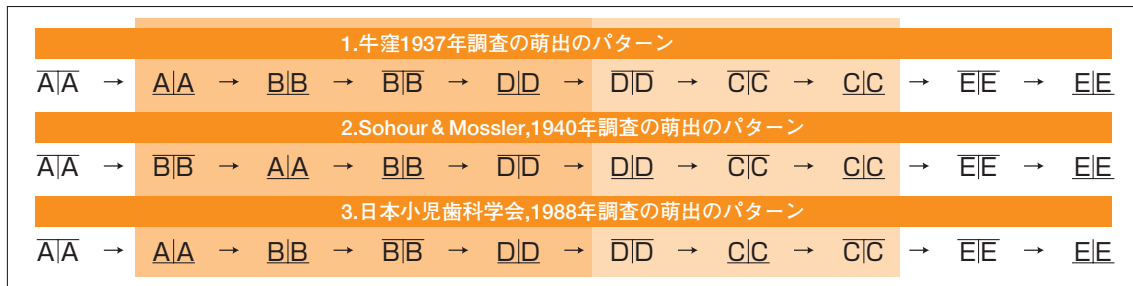 1.牛窪1937年調査の萌出のパターン
A|A → A|A → B|B → B|B → D|D → D|D → C|C → C|C → E|E → E|E
2.Sohour & Mossler,1940年調査の萌出のパターン
A|A → B|B → A|A → B|B → D|D → D|D → C|C → C|C → E|E → E|E
3.日本小児歯科学会,1988年調査の萌出のパターン
A|A → A|A → B|B → B|B → D|D → D|D → C|C → C|C → E|E → E|E